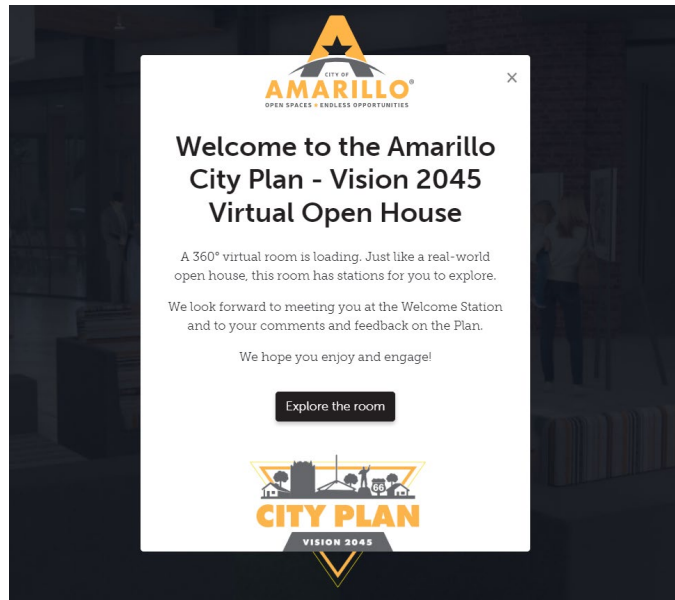 CITY OF
AMARILLO®
OPEN SPACES ★ ENDLESS OPPORTUNITIES
×
Welcome to the Amarillo
City Plan - Vision 2045
Virtual Open House
A 360° virtual room is loading. Just like a real-world
open house, this room has stations for you to explore.
We look forward to meeting you at the Welcome Station
and to your comments and feedback on the Plan.
We hope you enjoy and engage!
Explore the room
66
CITY PLAN
VISION 2045